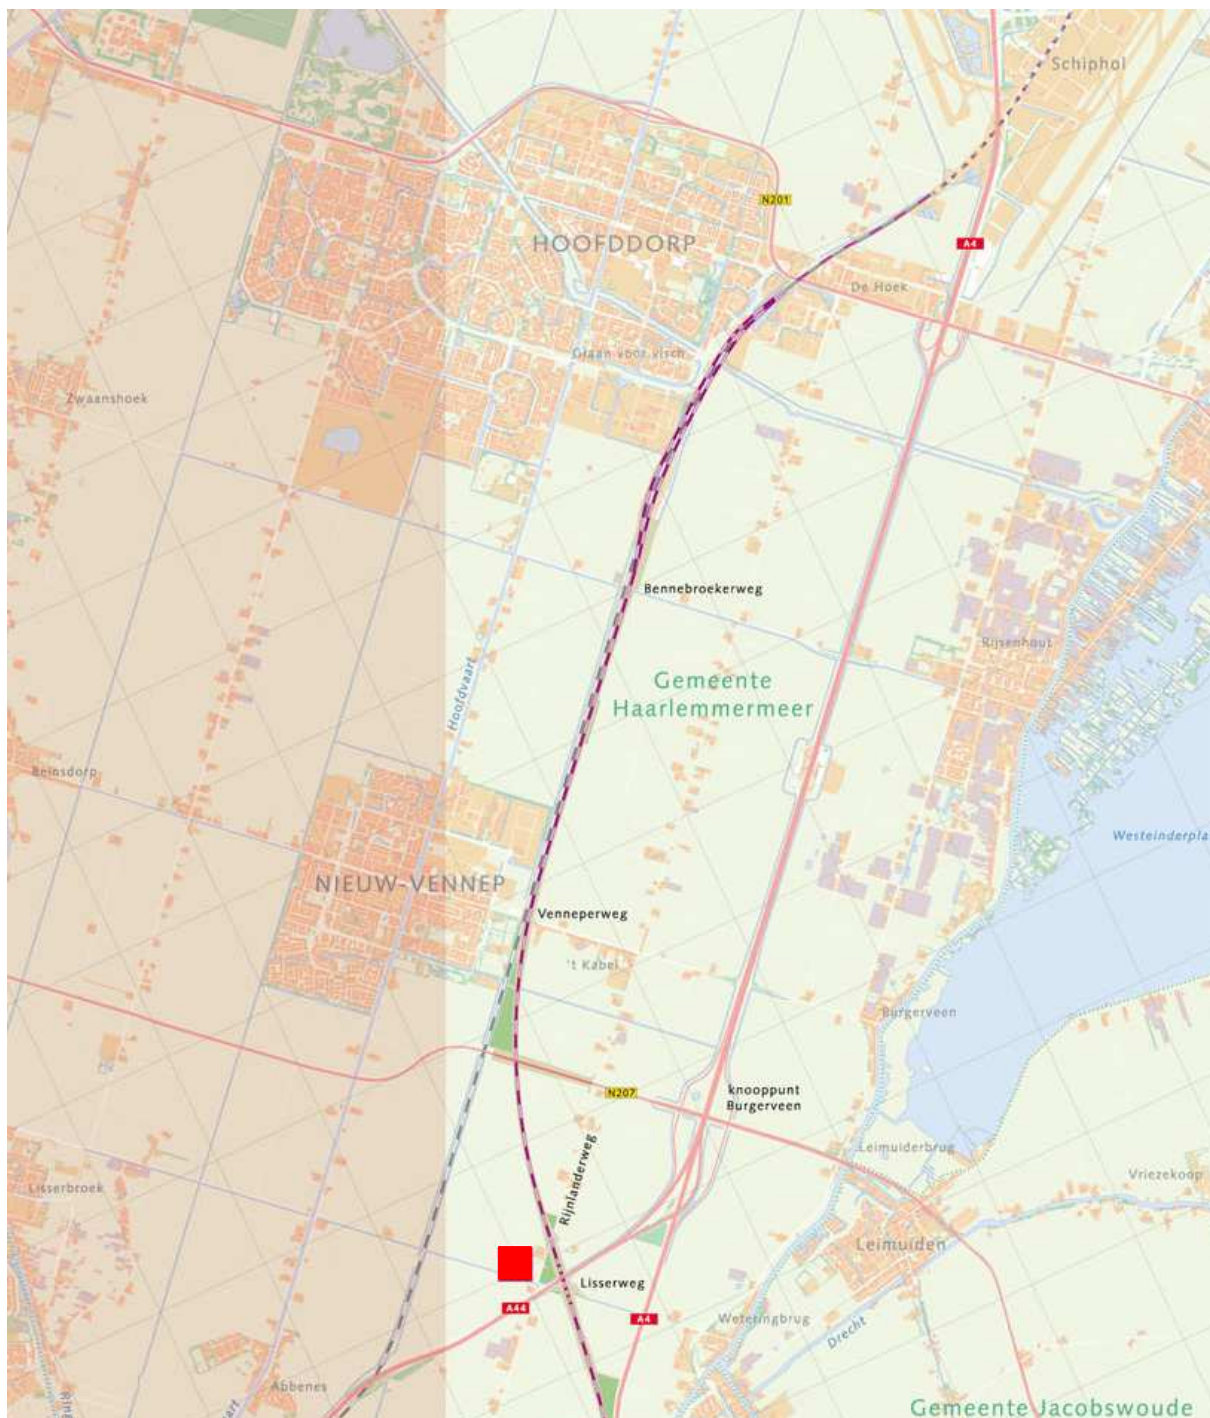 Schiphol
N201
HOOFDDORP
A4
De Hoek
Graan voor visch
Zwaanshoek
Bennebroekerweg
Rijsenhout
Gemeente
Haarlemmermeer
Hoofdvaart
Beinsdorp
Westeinderpla
NIEUW-VENNEP
Venneperweg
't Kabel
Burgerveen
knooppunt
Burgerveen
N207
Leimuiderbrug
Rijnlanderweg
Vriezekoop
Lisserbroek
Leimuiden
Lisserweg
A44
A4
Weteringbrug
Drecht
Abbenes
vaart
Rin
Gemeente Jacobswoude